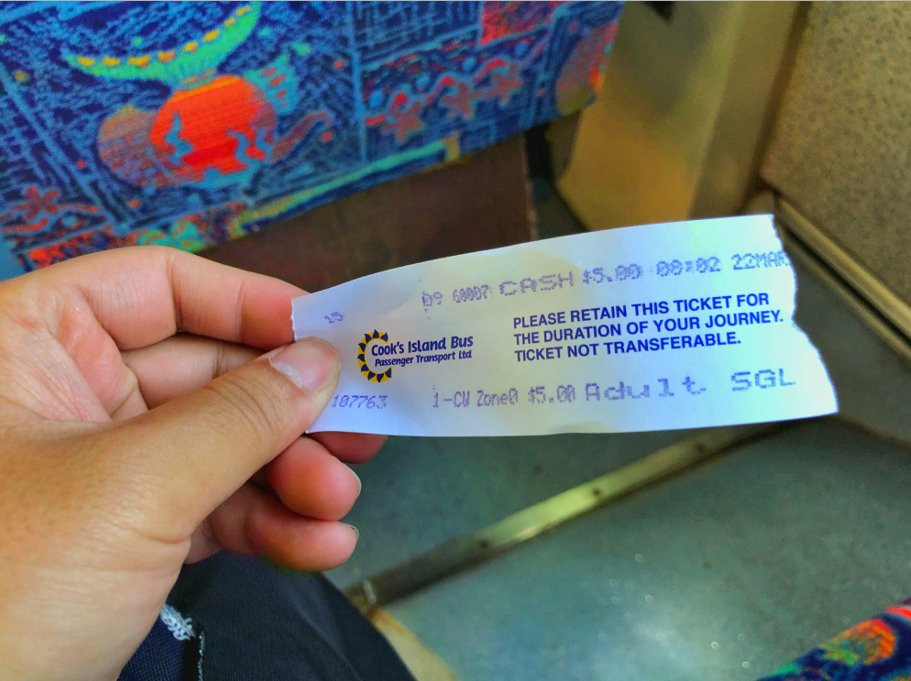 09 60007 CASH $5.00 08:02 22MAR
15
Cook's Island Bus
Passenger Transport Ltd
PLEASE RETAIN THIS TICKET FOR
THE DURATION OF YOUR JOURNEY.
TICKET NOT TRANSFERABLE.
107763 1-CW Zone0 $5.00 Adult SGL